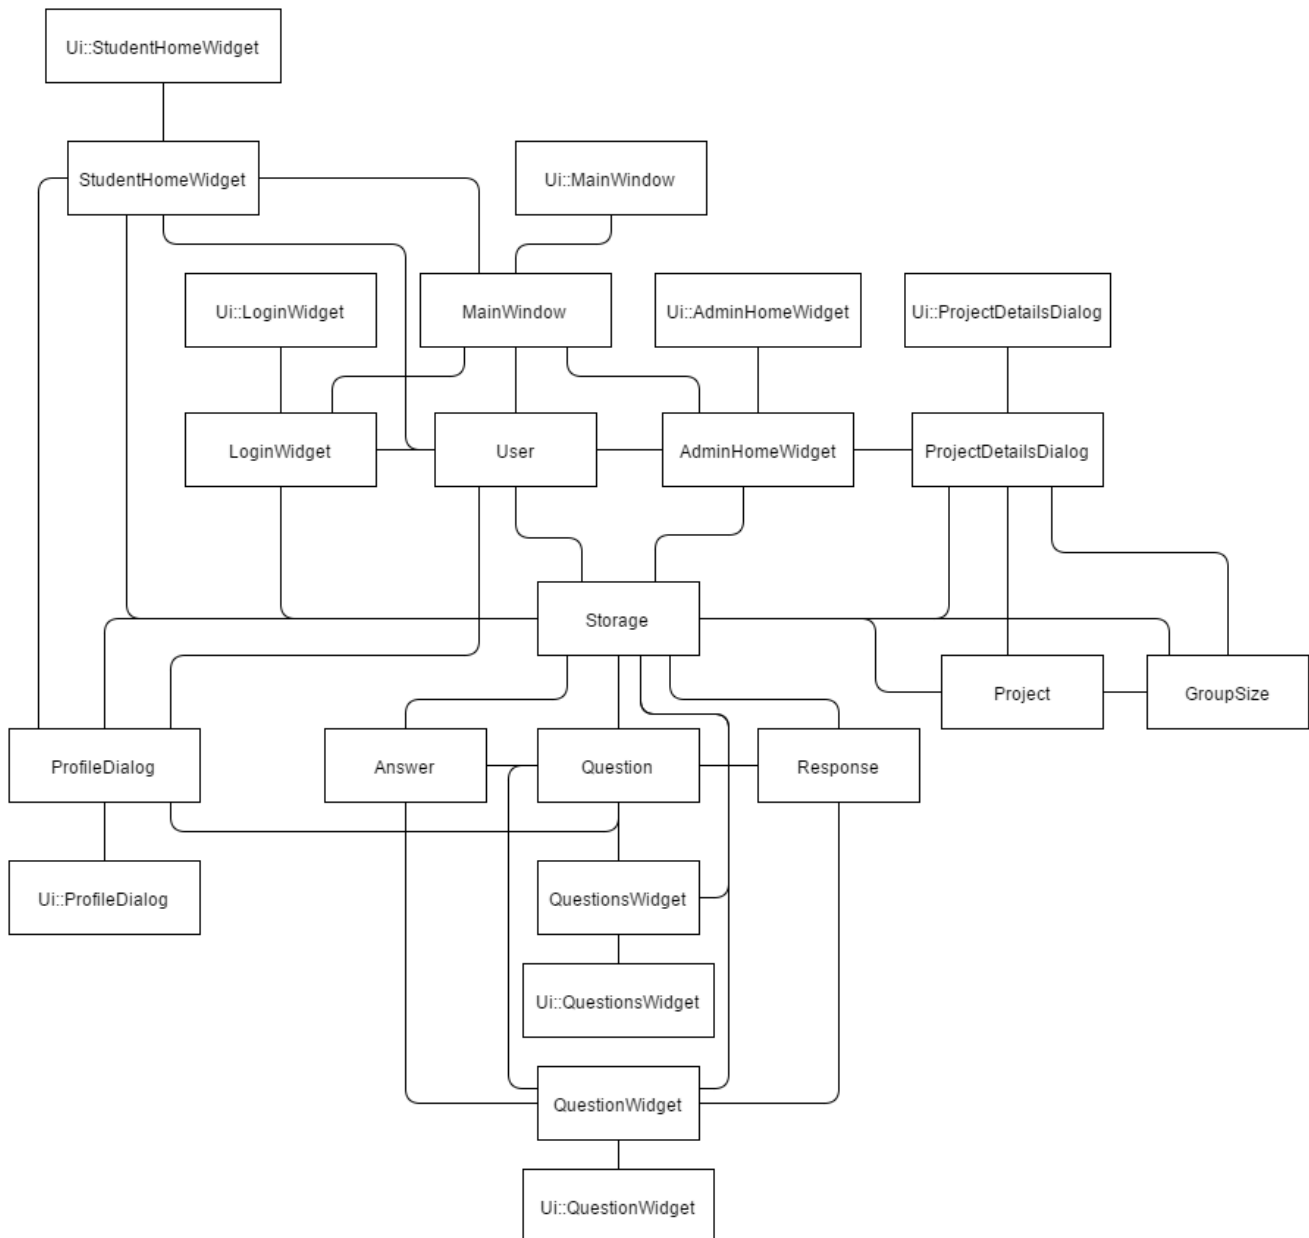 Ui::StudentHomeWidget
StudentHomeWidget
Ui::MainWindow
Ui::LoginWidget
MainWindow
Ui::AdminHomeWidget
Ui::ProjectDetailsDialog
LoginWidget
User
AdminHomeWidget
ProjectDetailsDialog
Storage
Project
GroupSize
ProfileDialog
Answer
Question
Response
Ui::ProfileDialog
QuestionsWidget
Ui::QuestionsWidget
QuestionWidget
Ui::QuestionWidget